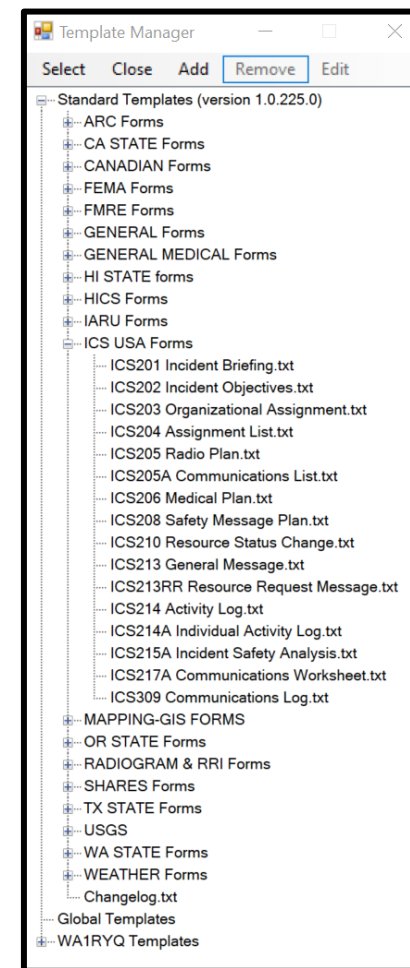 Template Manager
Select Close Add Remove Edit
Standard Templates (version 1.0.225.0)
ARC Forms
CA STATE Forms
CANADIAN Forms
FEMA Forms
FMRE Forms
GENERAL Forms
GENERAL MEDICAL Forms
HI STATE forms
HICS Forms
IARU Forms
ICS USA Forms
ICS201 Incident Briefing.txt
ICS202 Incident Objectives.txt
ICS203 Organizational Assignment.txt
ICS204 Assignment List.txt
ICS205 Radio Plan.txt
ICS205A Communications List.txt
ICS206 Medical Plan.txt
ICS208 Safety Message Plan.txt
ICS210 Resource Status Change.txt
ICS213 General Message.txt
ICS213RR Resource Request Message.txt
ICS214 Activity Log.txt
ICS214A Individual Activity Log.txt
ICS215A Incident Safety Analysis.txt
ICS217A Communications Worksheet.txt
ICS309 Communications Log.txt
MAPPING-GIS FORMS
OR STATE Forms
RADIOGRAM & RRI Forms
SHARES Forms
TX STATE Forms
USGS
WA STATE Forms
WEATHER Forms
Changelog.txt
Global Templates
WA1RYQ Templates